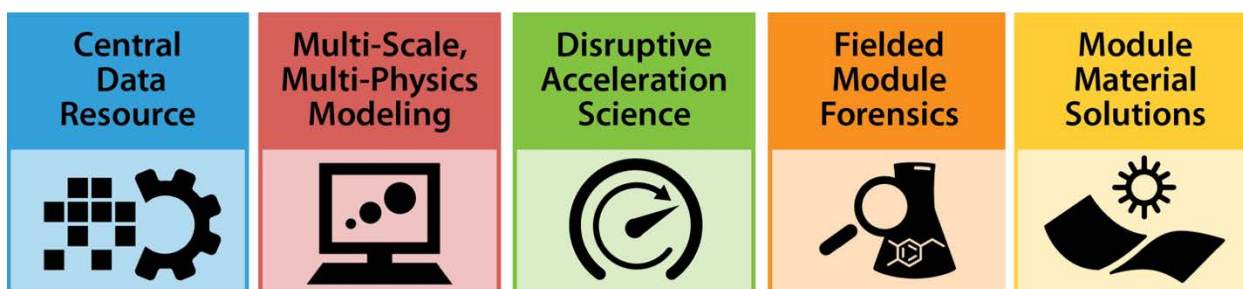 Central
Data
Resource
Multi-Scale,
Multi-Physics
Modeling
Disruptive
Acceleration
Science
Fielded
Module
Forensics
Module
Material
Solutions